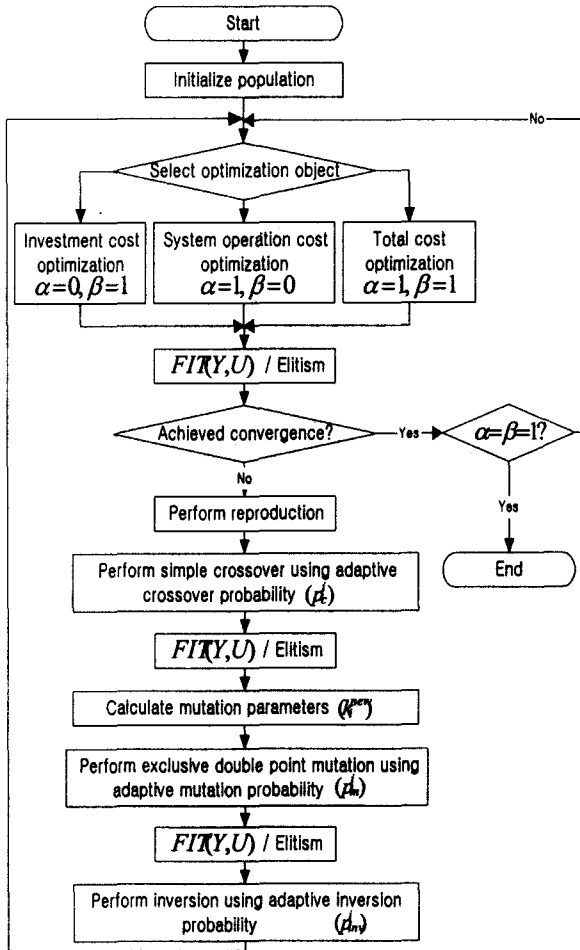 Start
Initialize population
No
Select optimization object
Investment cost
optimization
α=0, β=1
System operation cost
optimization
α=1, β=0
Total cost
optimization
α=1, β=1
FIT(Y,U) / Elitism
Achieved convergence?
Yes
α=β=1?
No
Yes
Perform reproduction
End
Perform simple crossover using adaptive
crossover probability
FIT(Y,U) / Elitism
Calculate mutation parameters
Perform exclusive double point mutation using
adaptive mutation probability
FIT(Y,U) / Elitism
Perform inversion using adaptive inversion
probability